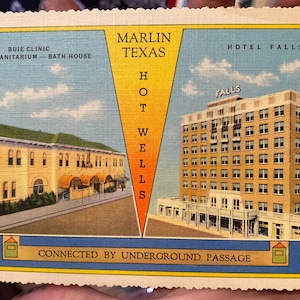 BUIE CLINIC
SANITARIUM — BATH HOUSE
MARLIN
TEXAS
HOT WELLS
HOTEL FALLS
FALLS
CONNECTED BY UNDERGROUND PASSAGE